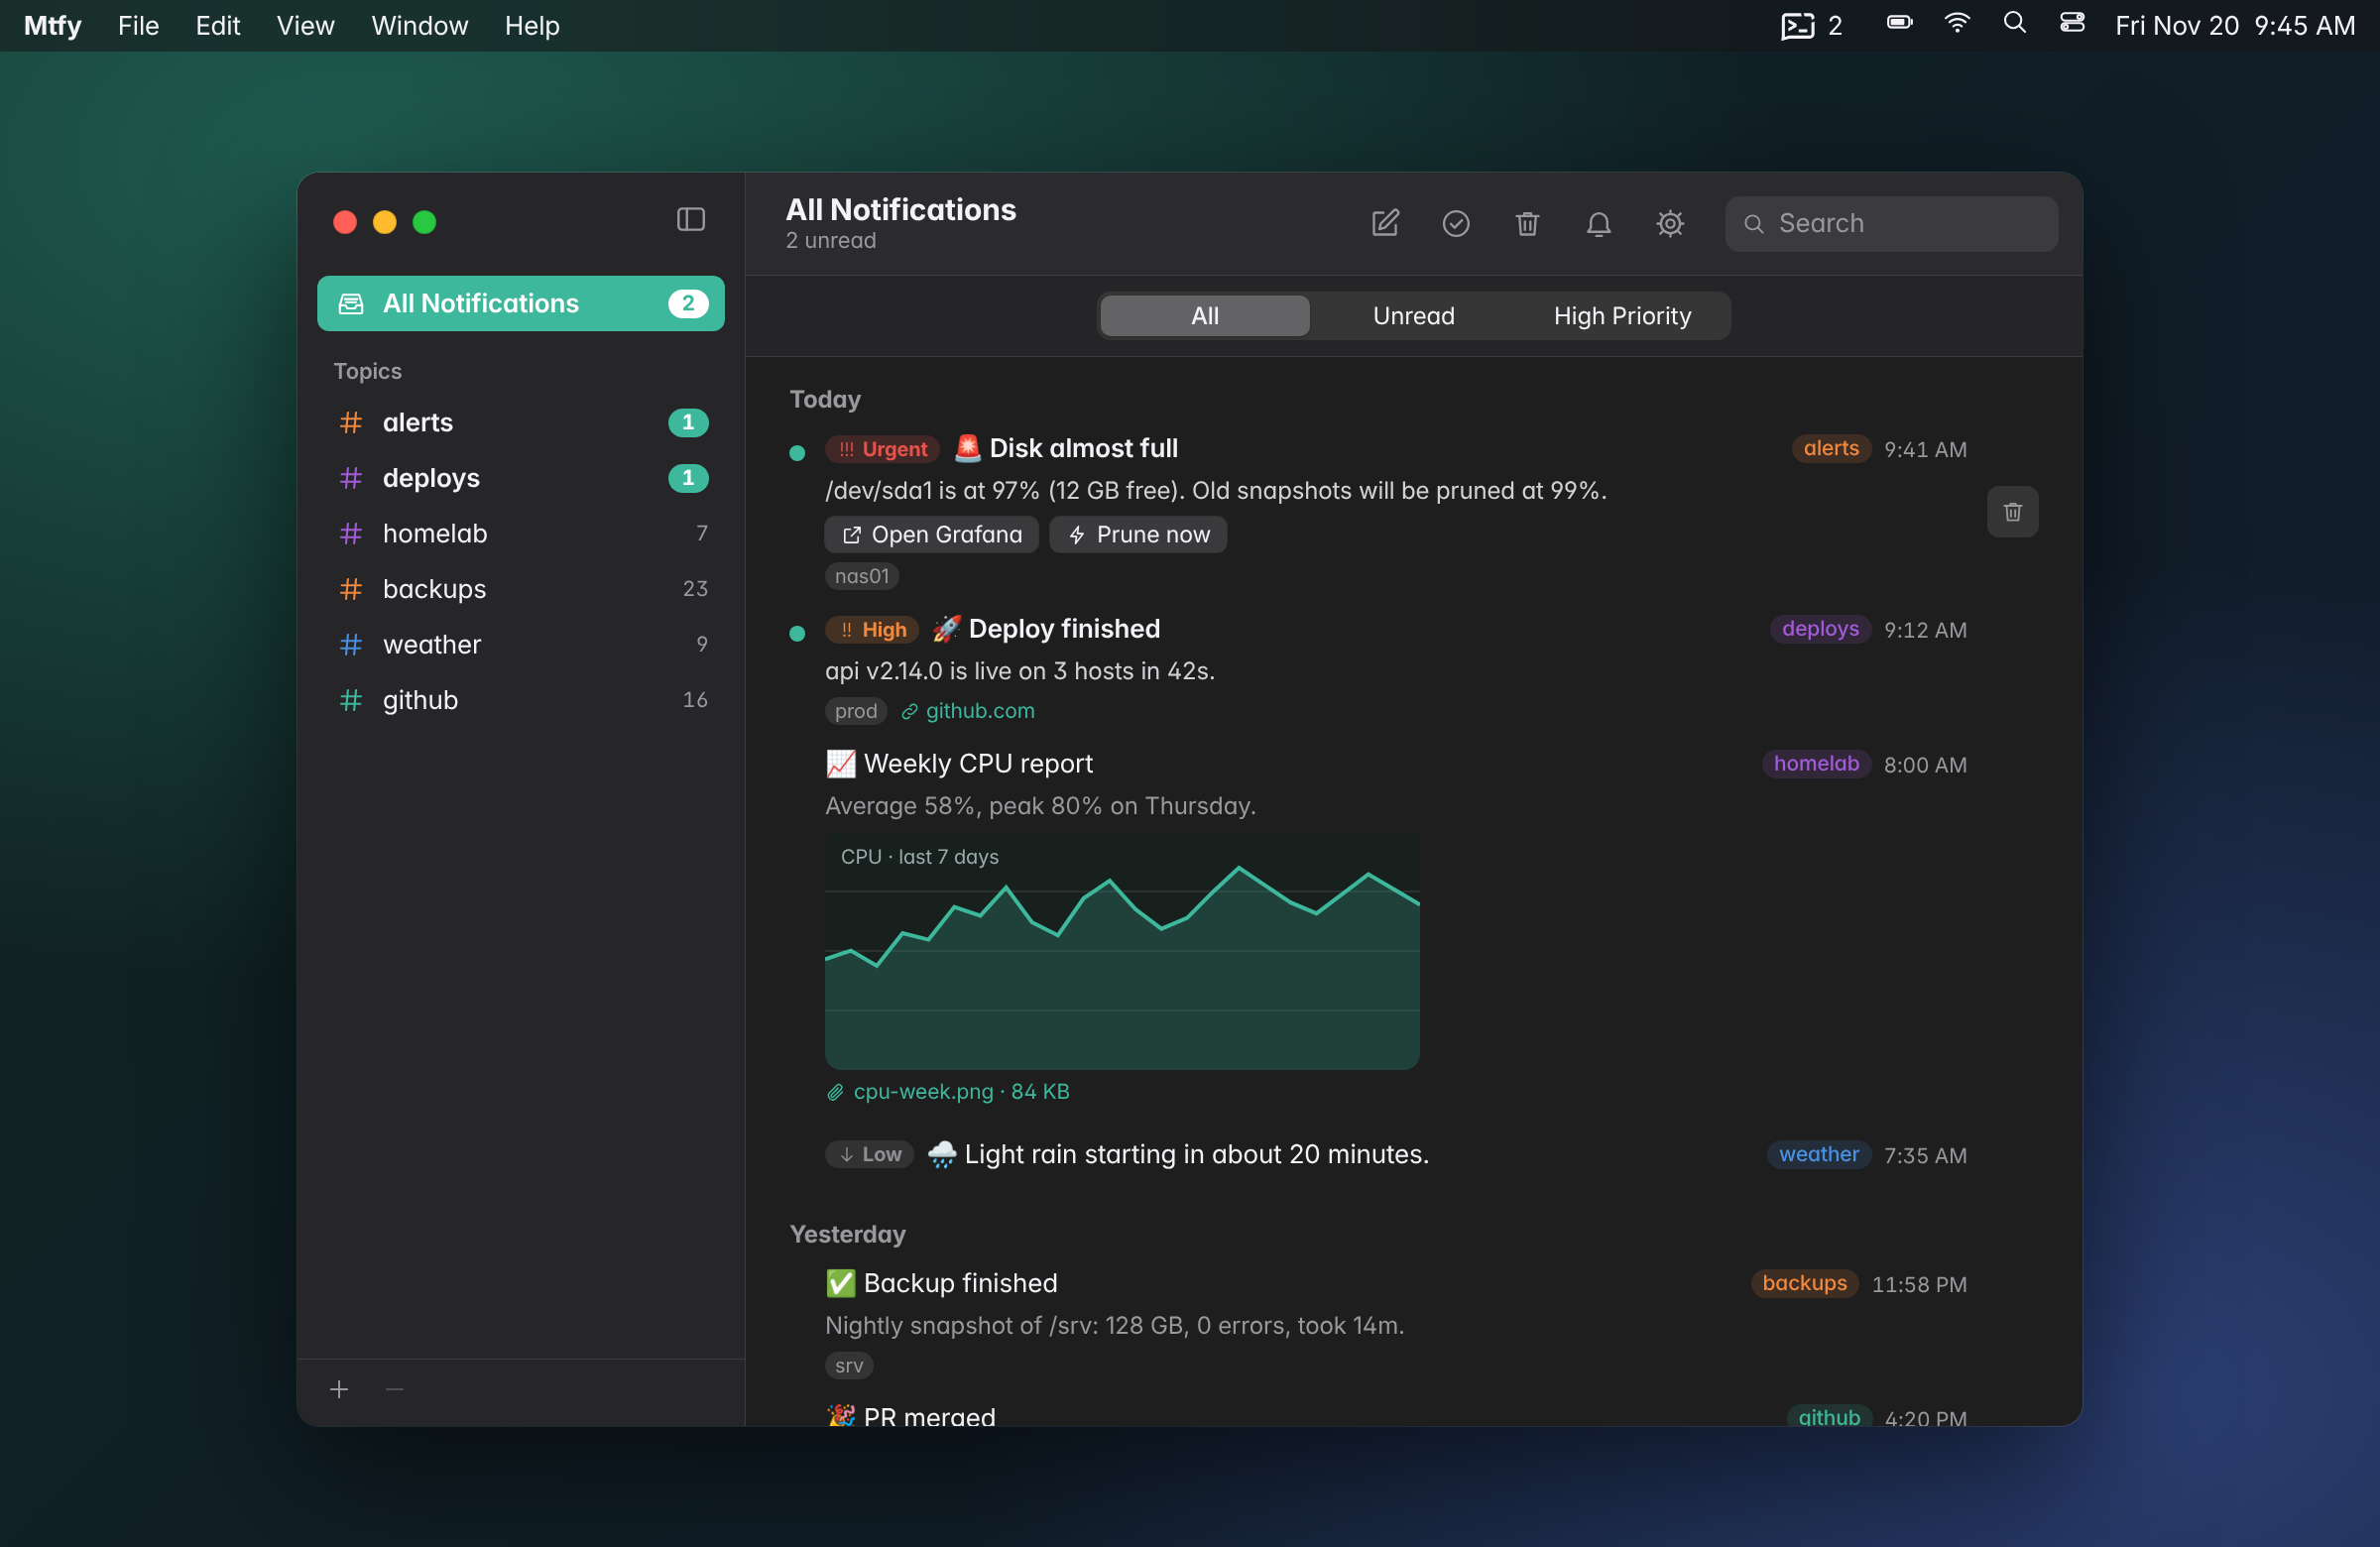 Mtfy File Edit View Window Help 2 Fri Nov 20 9:45 AM
All Notifications
2 unread
Search
All Notifications 2
Topics
alerts 1
deploys 1
homelab 7
backups 23
weather 9
github 16
All Unread High Priority
Today
!!! Urgent 🚨 Disk almost full alerts 9:41 AM
/dev/sda1 is at 97% (12 GB free). Old snapshots will be pruned at 99%.
Open Grafana Prune now
nas01
!! High 🚀 Deploy finished deploys 9:12 AM
api v2.14.0 is live on 3 hosts in 42s.
prod github.com
📈 Weekly CPU report homelab 8:00 AM
Average 58%, peak 80% on Thursday.
CPU · last 7 days
cpu-week.png · 84 KB
↓ Low 🌧️ Light rain starting in about 20 minutes. weather 7:35 AM
Yesterday
✅ Backup finished backups 11:58 PM
Nightly snapshot of /srv: 128 GB, 0 errors, took 14m.
srv
🎉 PR merged github 4:20 PM